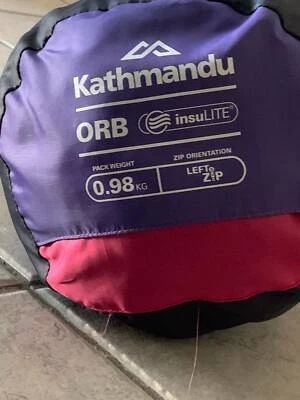 Kathmandu
ORB insuLITE®
PACK WEIGHT ZIP ORIENTATION
0.98KG LEFT ZIP